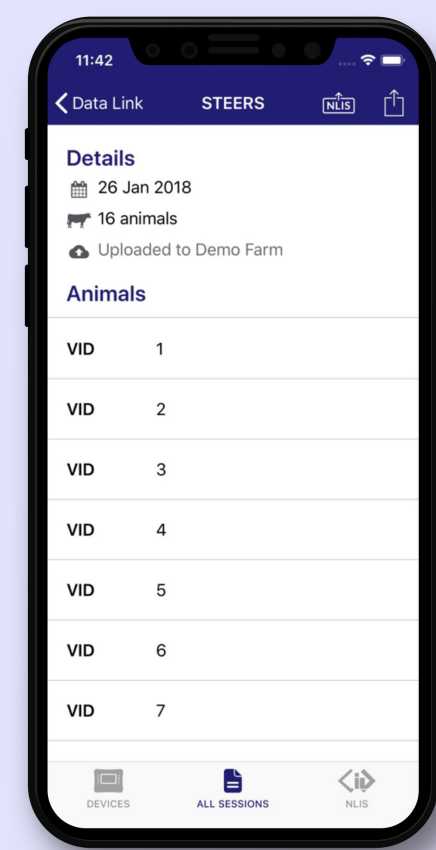 11:42
Data Link STEERS NLIS
Details
26 Jan 2018
16 animals
Uploaded to Demo Farm
Animals
VID 1
VID 2
VID 3
VID 4
VID 5
VID 6
VID 7
DEVICES ALL SESSIONS NLIS